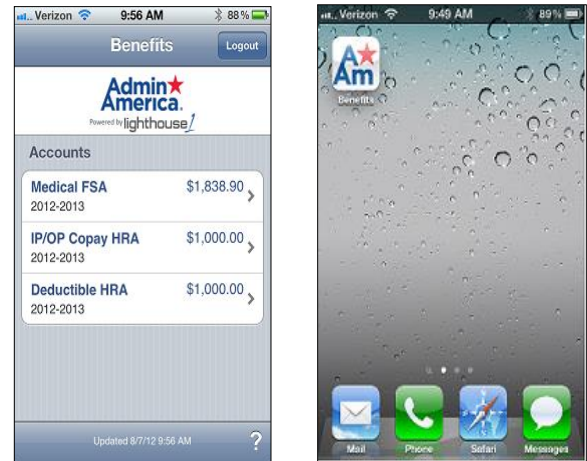 Verizon 9:56 AM 88%
Benefits
Logout
Admin
America.
Powered by lighthouse1
Accounts
Medical FSA $1,838.90
2012-2013
IP/OP Copay HRA $1,000.00
2012-2013
Deductible HRA $1,000.00
2012-2013
Updated 8/7/12 9:56 AM
?
Verizon 9:49 AM 89%
A
Am
Benefits
Mail Phone Safari Messages